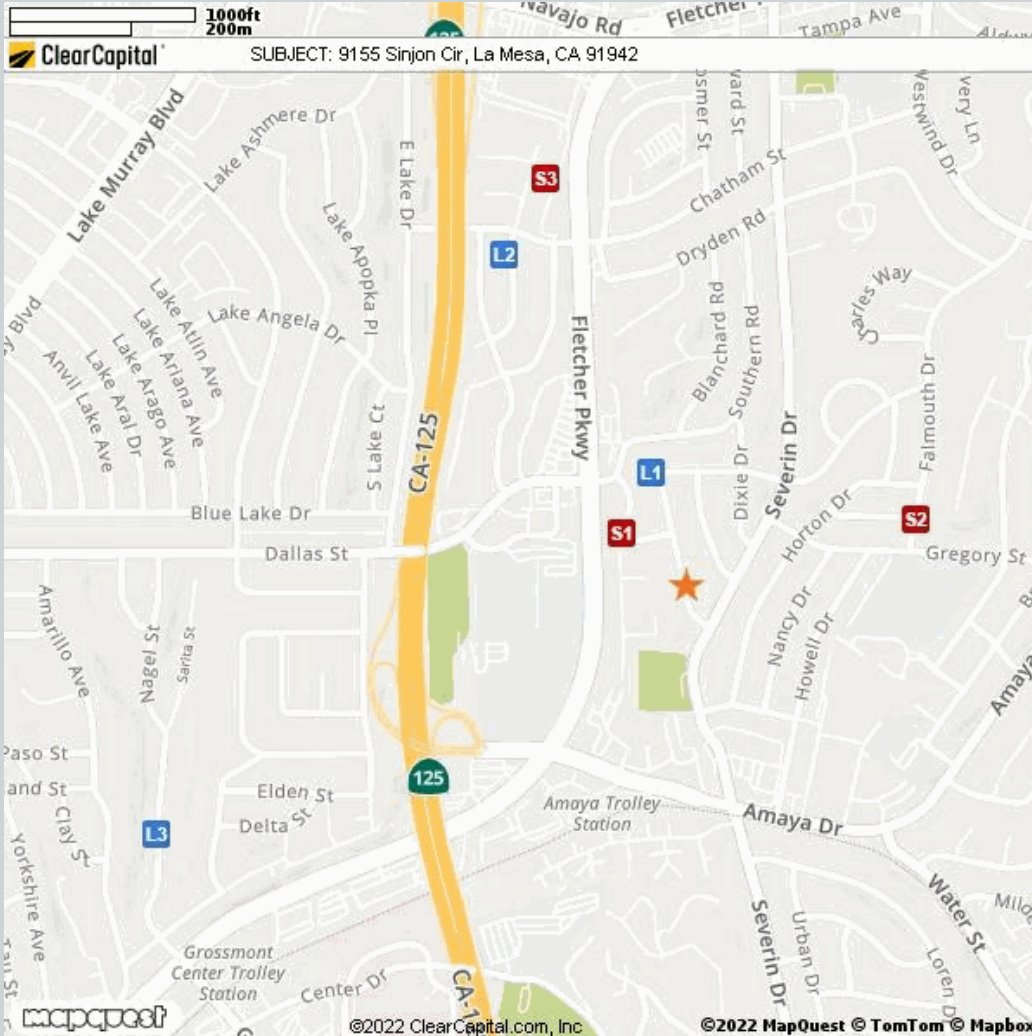 1000ft
200m
Navajo Rd
Tampa Ave
125
ClearCapital
SUBJECT: 9155 Sinjon Cir, La Mesa, CA 91942
Lake Murray Blvd
Lake Ashmere Dr
E Lake Dr
Westwind Dr
Chatham St
S3
Lake Apopka Pl
Dryden Rd
L2
Lake Angela Dr
Lake Atlin Ave
Lake Ariana Ave
Lake Arago Ave
Lake Aral Dr
Anvil Lake Ave
Fletcher Pkwy
Blanchard Rd
Southern Rd
Falmouth Dr
S Lake Ct
CA-125
Severin Dr
L1
Dixie Dr
Horton Dr
Blue Lake Dr
S1
S2
Dallas St
Gregory St
Amarillo Ave
Nagel St
Sarita St
Nancy Dr
Howell Dr
Amaya
Paso St
125
Elden St
Delta St
Clay St
L3
Amaya Trolley
Station
Amaya Dr
Yorkshire Ave
Water St
Severin Dr
Urban Dr
Grossmont
Center Trolley
Station
Center Dr
mapquest
©2022 ClearCapital.com, Inc
©2022 MapQuest © TomTom © Mapbox